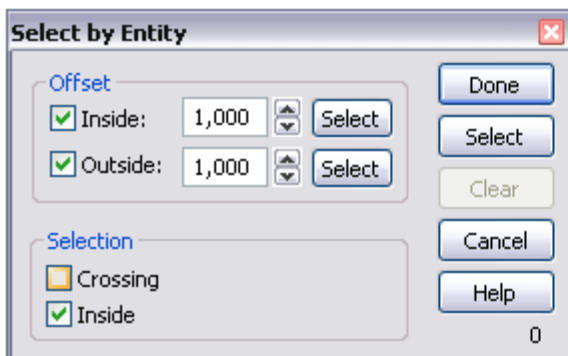 Select by Entity
Offset
Inside: 1,000 Select
Outside: 1,000 Select
Selection
Crossing
Inside
Done
Select
Clear
Cancel
Help
0